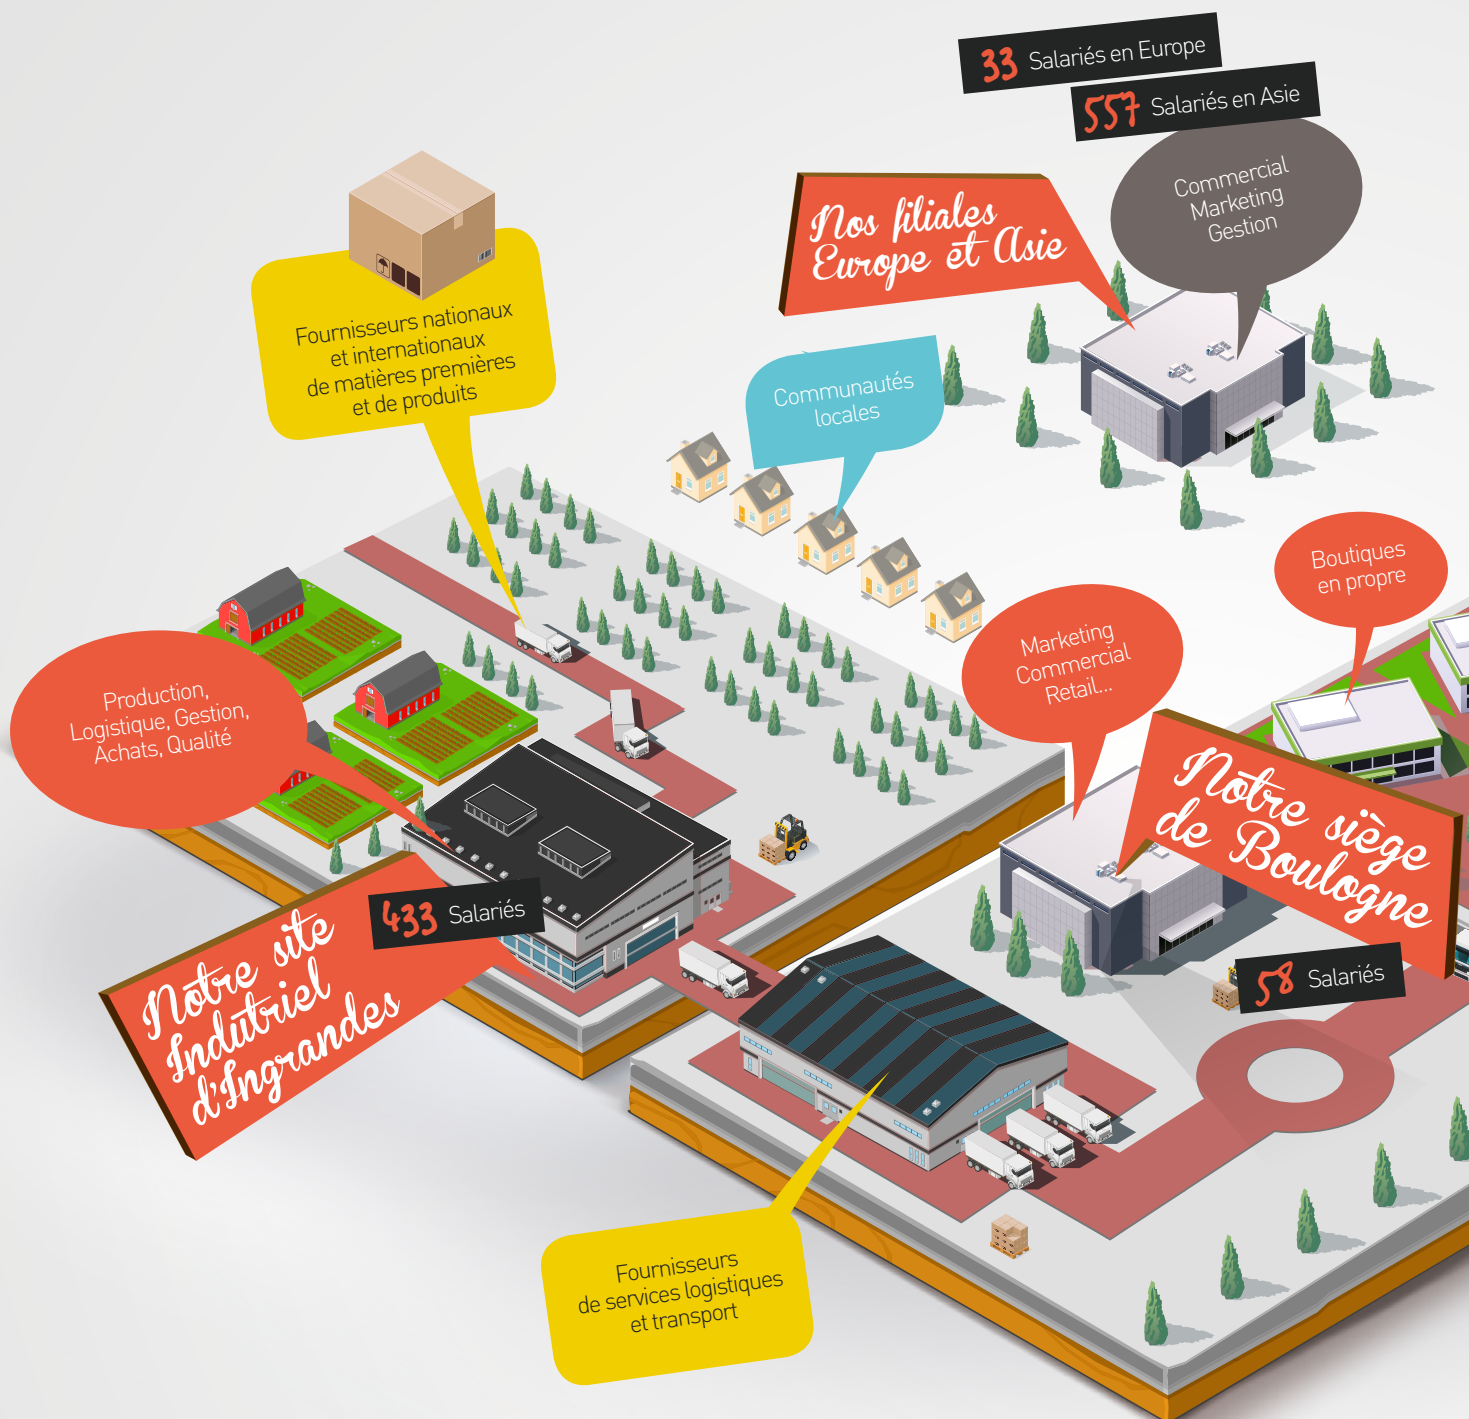 33 Salariés en Europe
557 Salariés en Asie
Commercial
Marketing
Gestion
Nos filiales
Europe et Asie
Fournisseurs nationaux
et internationaux
de matières premières
et de produits
Communautés
locales
Boutiques
en propre
Marketing
Commercial
Retail...
Production,
Logistique, Gestion,
Achats, Qualité
Notre siège
de Boulogne
58 Salariés
433 Salariés
Notre site
Indutriel
d'Ingrandes
Fournisseurs
de services logistiques
et transport